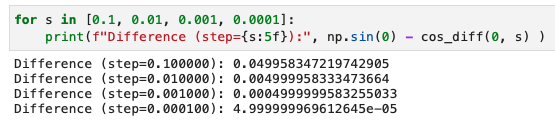 for s in [0.1, 0.01, 0.001, 0.0001]:
    print(f"Difference (step={s:5f}):", np.sin(0) - cos_diff(0, s) )
Difference (step=0.100000): 0.049958347219742905
Difference (step=0.010000): 0.004999958333473664
Difference (step=0.001000): 0.0004999999583255033
Difference (step=0.000100): 4.999999969612645e-05